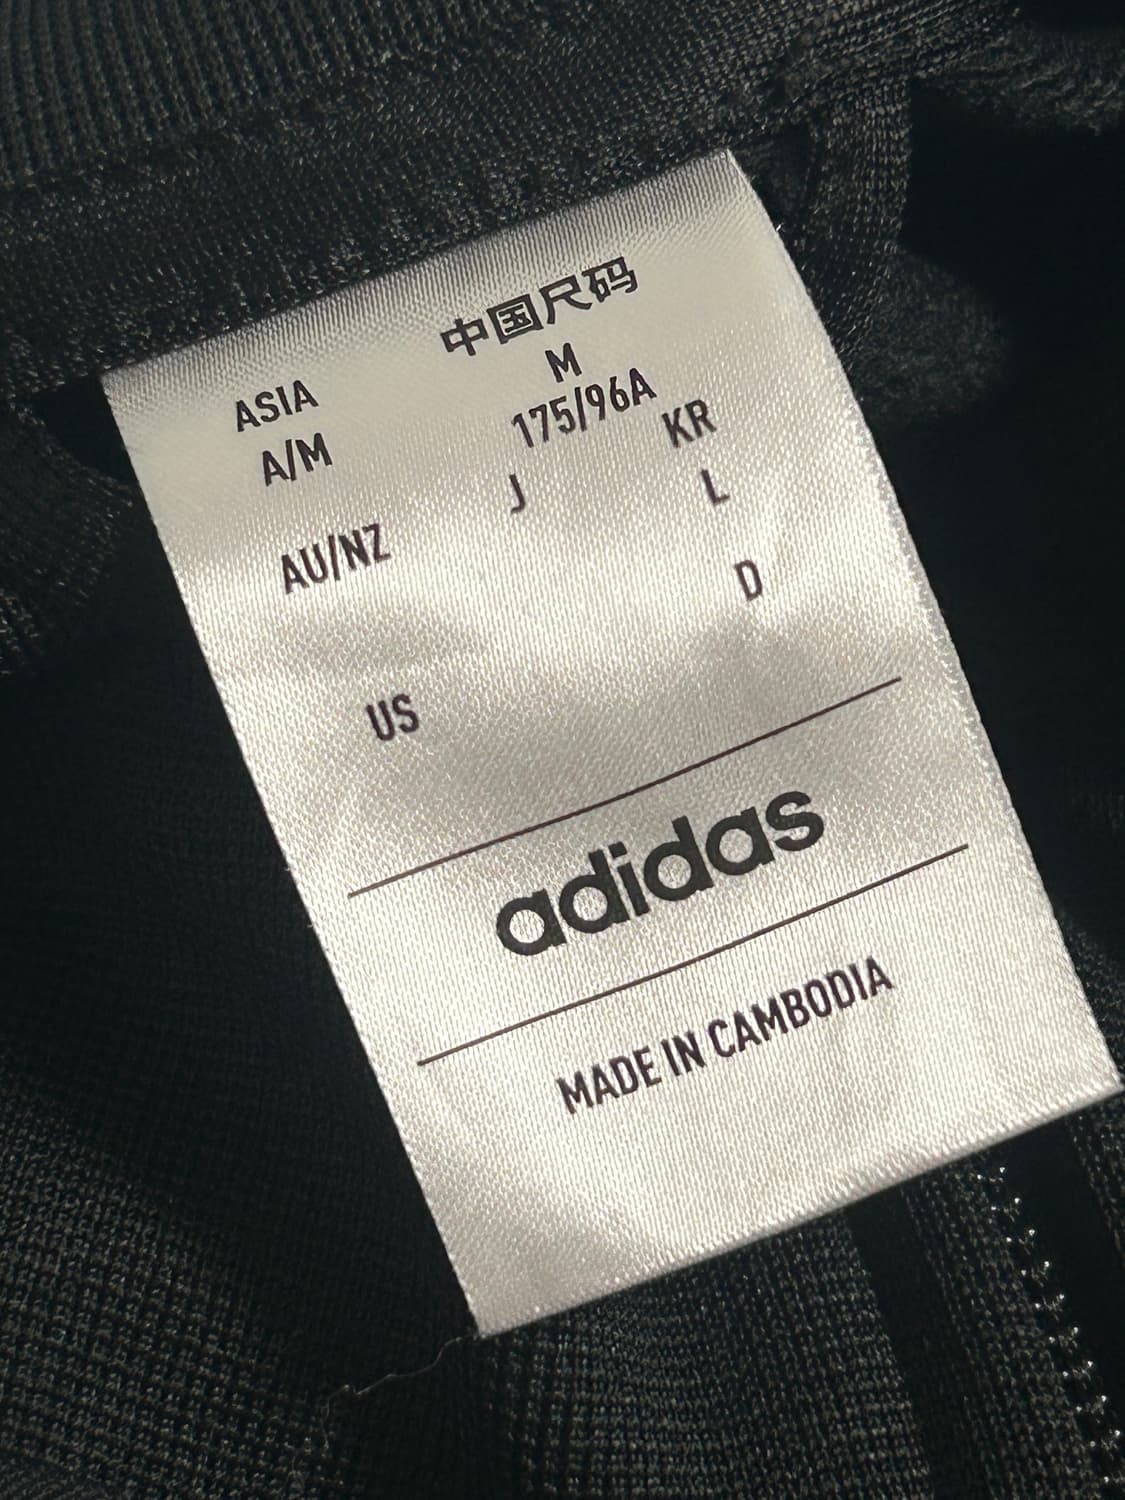 中国尺码
M
175/96A
ASIA
A/M
J
KR
L
AU/NZ
D
US
adidas
MADE IN CAMBODIA